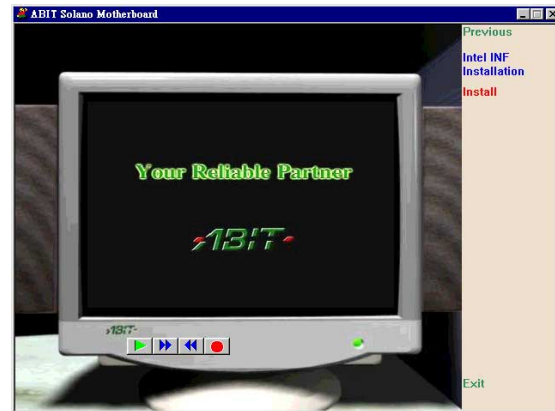 ABIT Solano Motherboard
Previous
Intel INF
Installation
Install
Your Reliable Partner
ABIT
ABIT
Exit